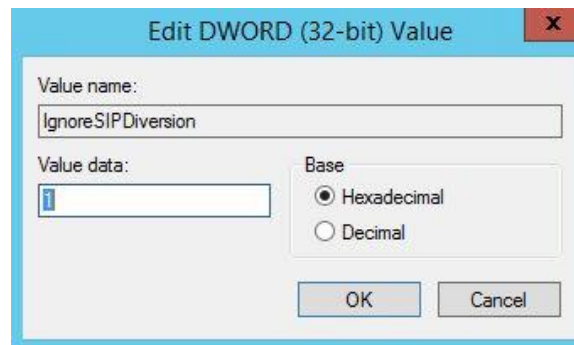 Edit DWORD (32-bit) Value
x
Value name:
IgnoreSIPDiversion
Value data:
1
Base
Hexadecimal
Decimal
OK
Cancel